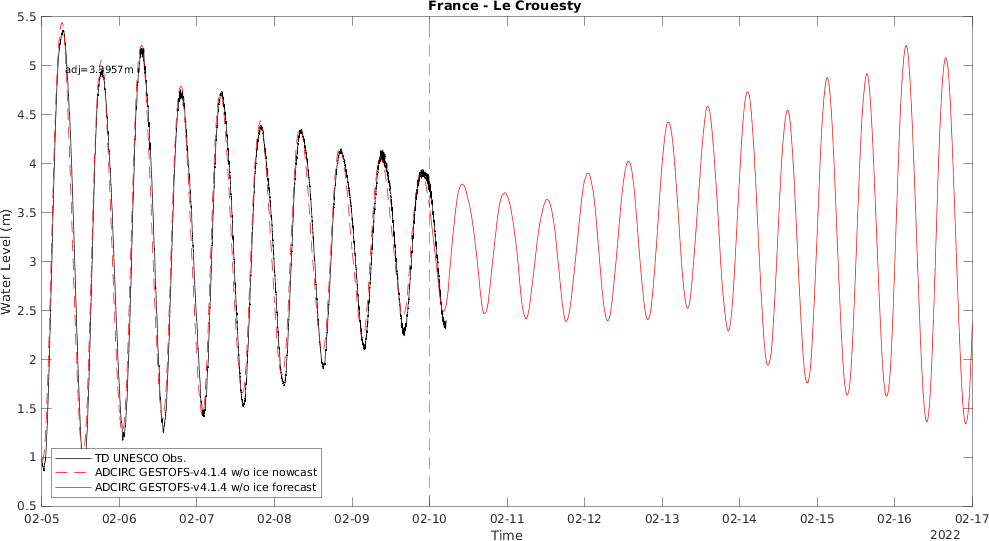 France - Le Crouesty
5.5
5
4.5
4
3.5
3
2.5
2
1.5
1
0.5
Water Level (m)
TD UNESCO Obs.
ADCIRC GESTOFS-v4.1.4 w/o ice nowcast
ADCIRC GESTOFS-v4.1.4 w/o ice forecast
02-05 02-06 02-07 02-08 02-09 02-10 02-11 02-12 02-13 02-14 02-15 02-16 02-17
Time
2022